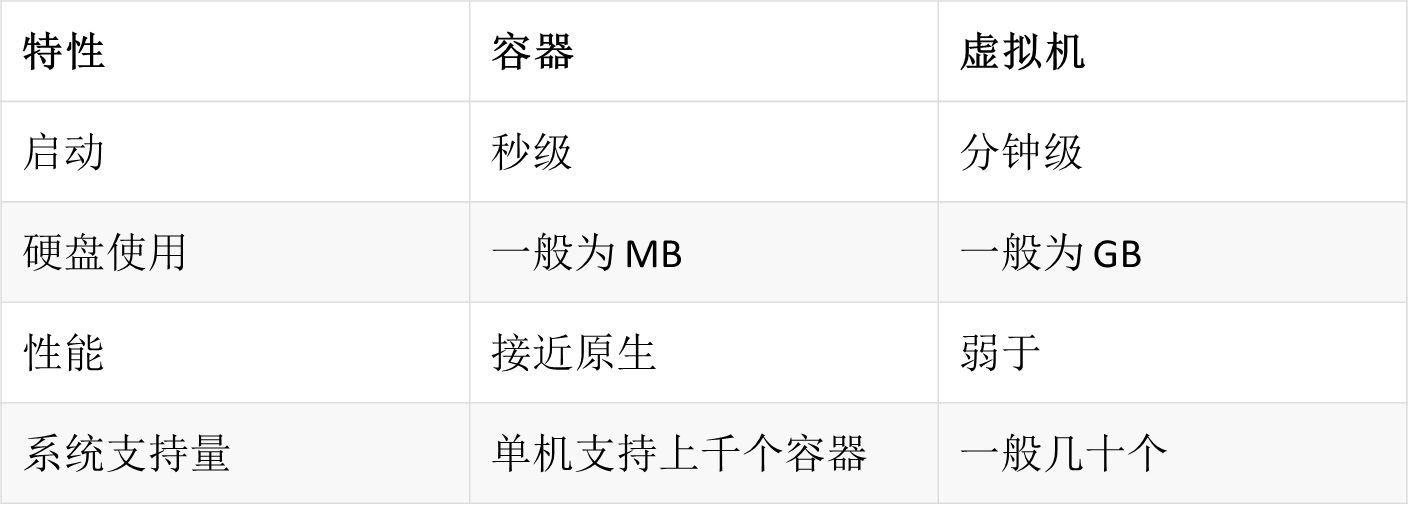 特性 容器 虚拟机
启动 秒级 分钟级
硬盘使用 一般为 MB 一般为 GB
性能 接近原生 弱于
系统支持量 单机支持上千个容器 一般几十个